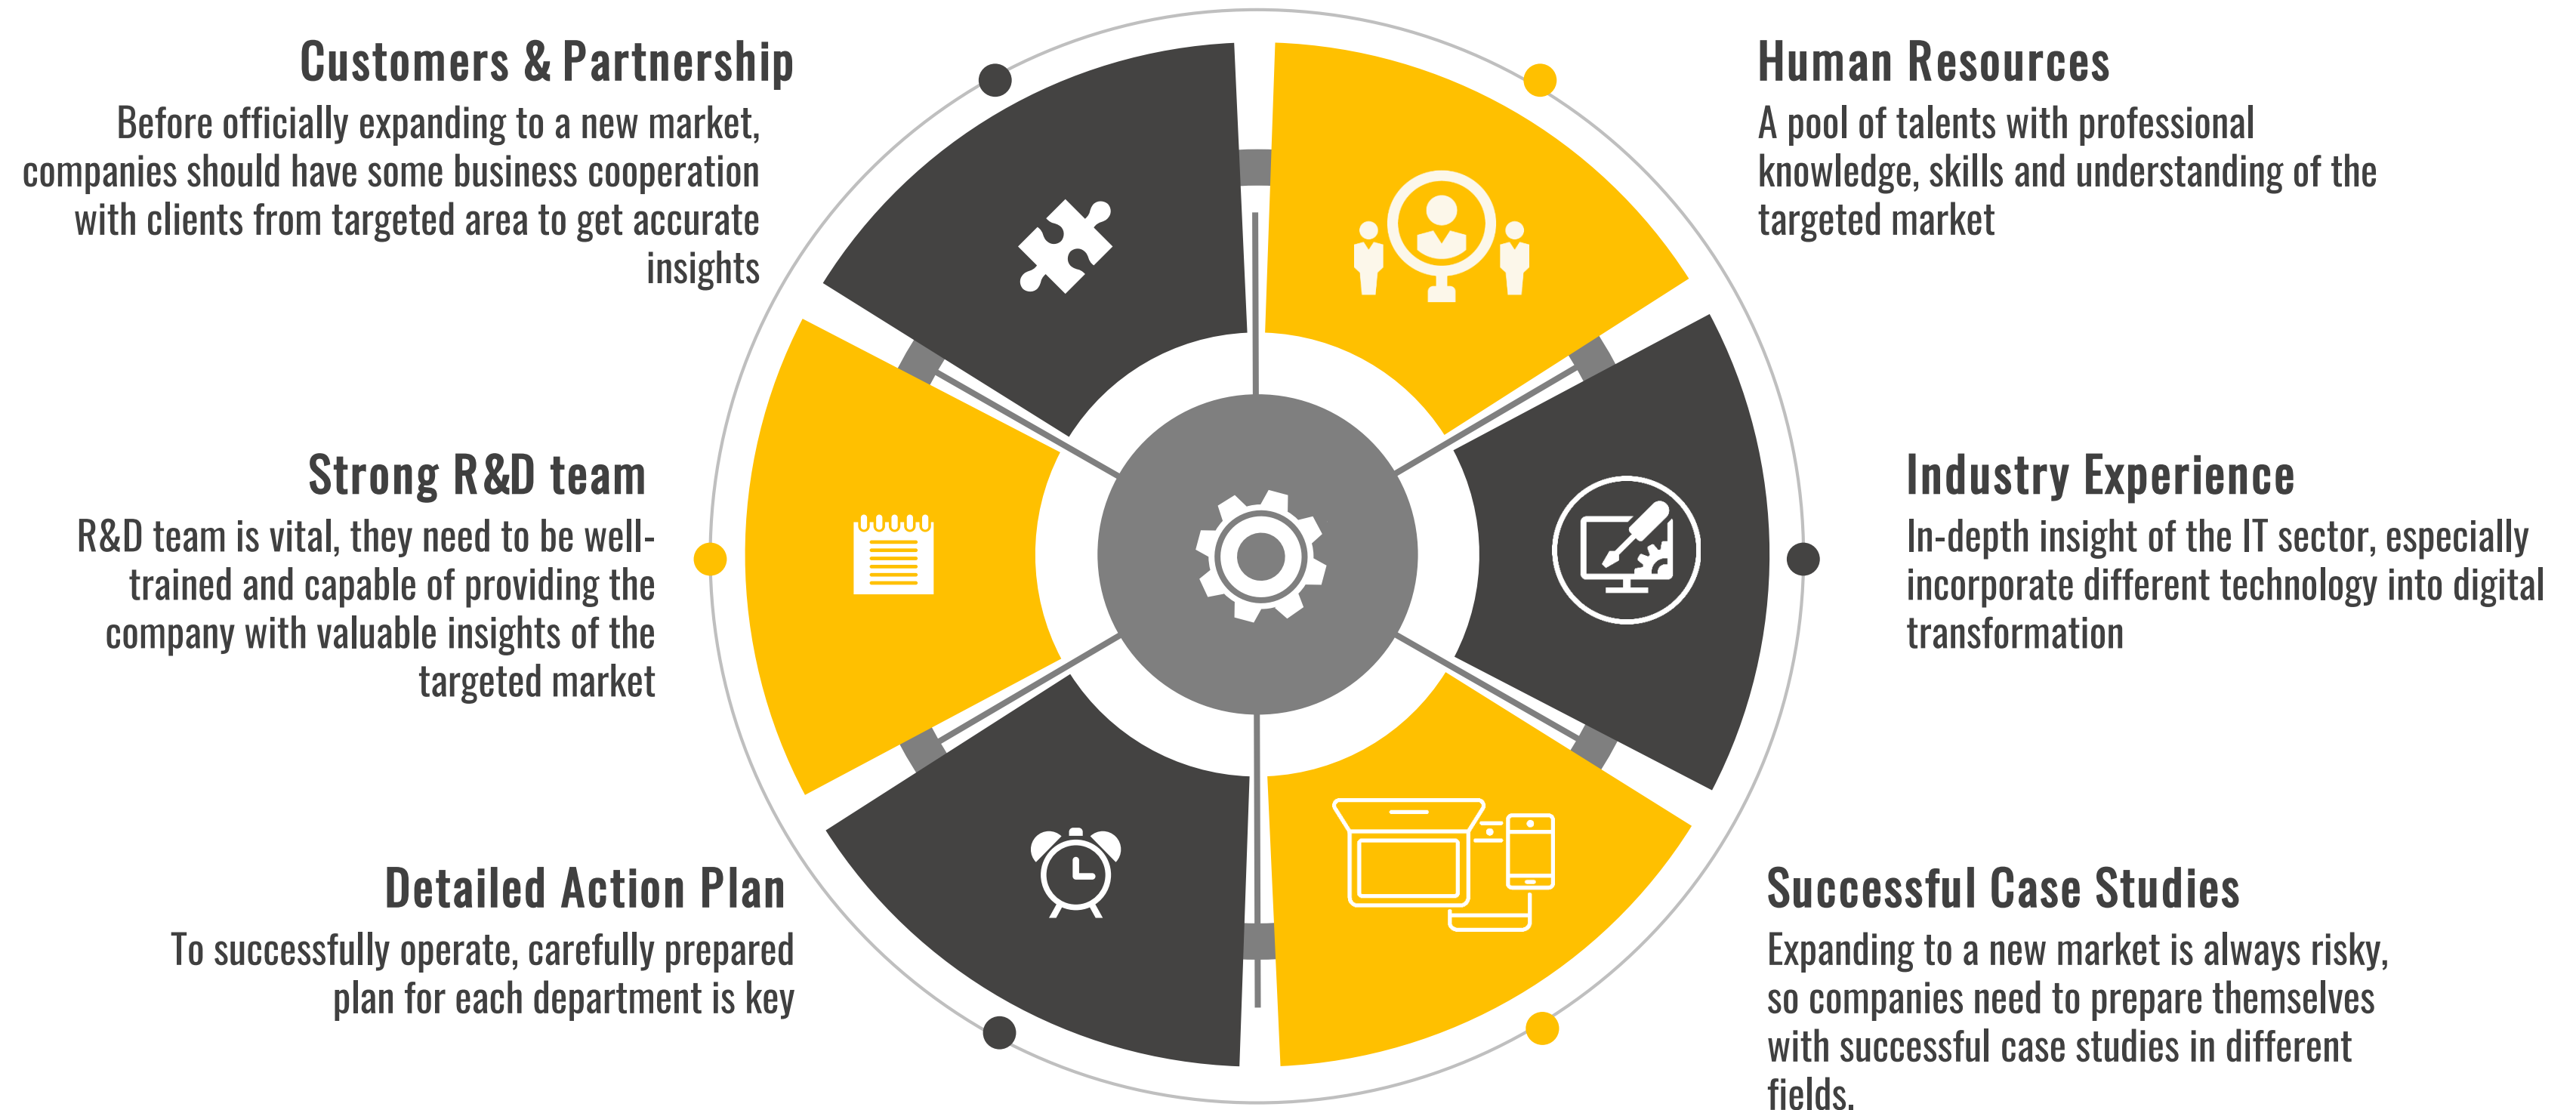 Customers & Partnership
Before officially expanding to a new market,
companies should have some business cooperation
with clients from targeted area to get accurate
insights
Strong R&D team
R&D team is vital, they need to be well-
trained and capable of providing the
company with valuable insights of the
targeted market
Detailed Action Plan
To successfully operate, carefully prepared
plan for each department is key
Human Resources
A pool of talents with professional
knowledge, skills and understanding of the
targeted market
Industry Experience
In-depth insight of the IT sector, especially
incorporate different technology into digital
transformation
Successful Case Studies
Expanding to a new market is always risky,
so companies need to prepare themselves
with successful case studies in different
fields.